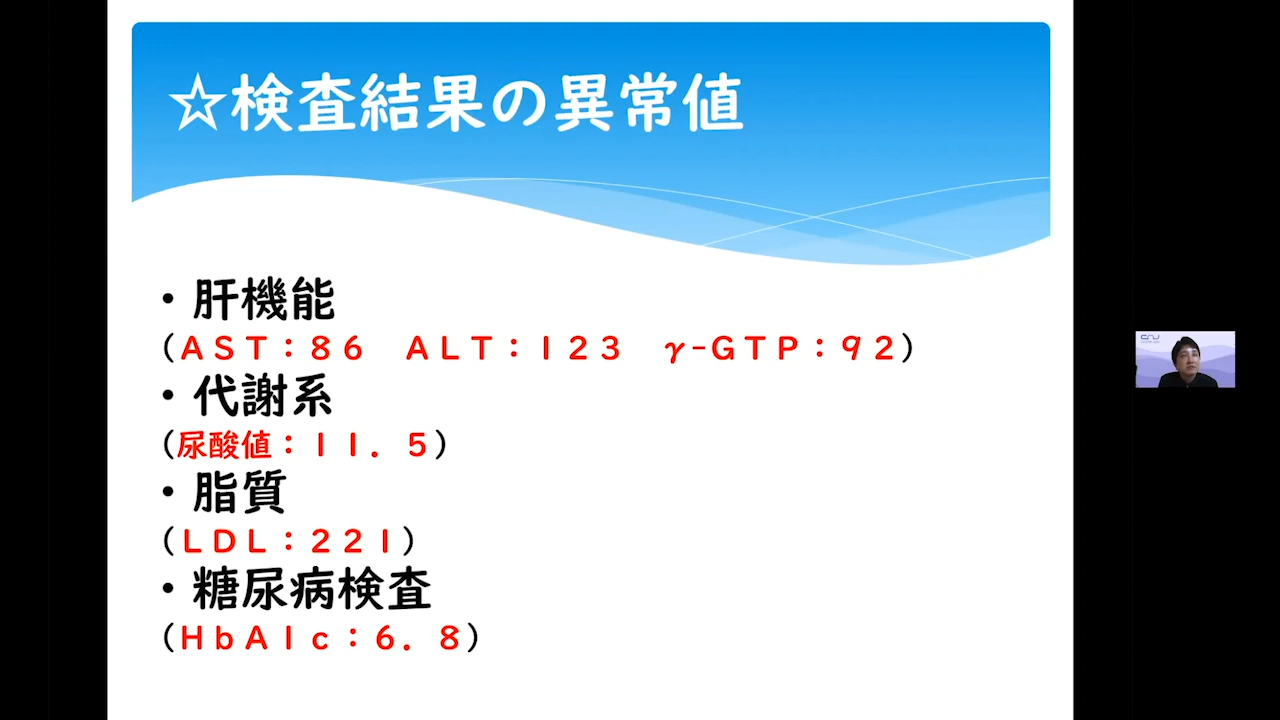 ☆検査結果の異常値
・肝機能
（ＡＳＴ：８６　ＡＬＴ：１２３　γ-ＧＴＰ：９２）
・代謝系
（尿酸値：１１．５）
・脂質
（ＬＤＬ：２２１）
・糖尿病検査
（ＨｂＡ１ｃ：６．８）